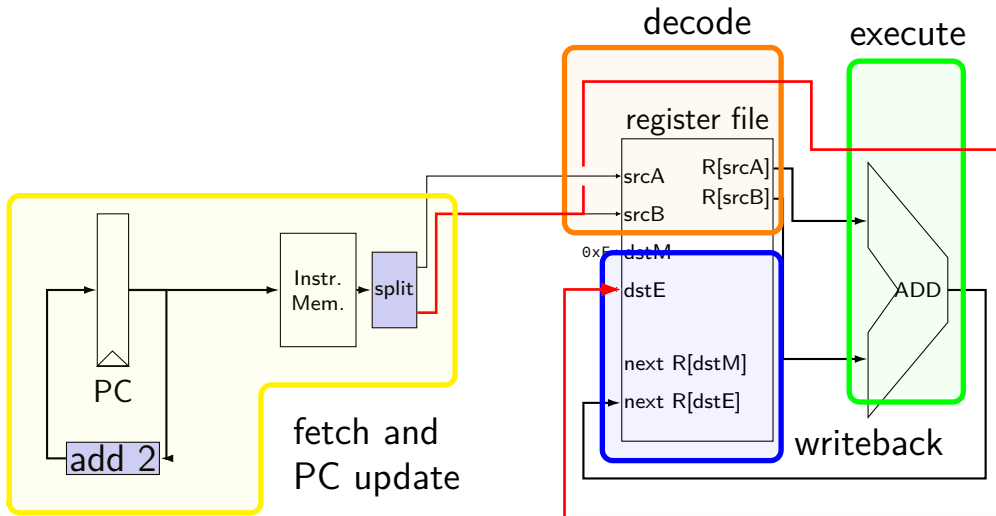 decode
execute
register file
srcA
R[srcA]
R[srcB]
srcB
0xF
dstM
dstE
Instr.
Mem.
split
ADD
PC
next R[dstM]
next R[dstE]
add 2
fetch and
PC update
writeback